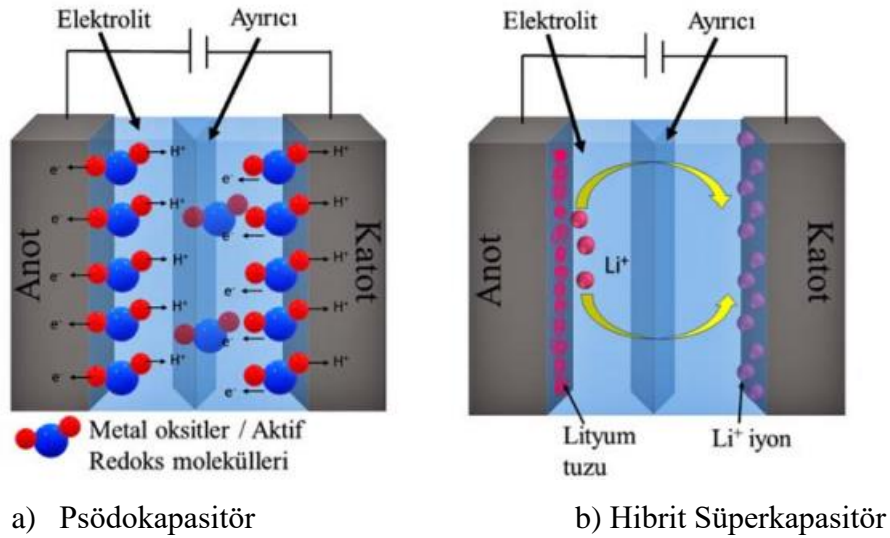 Elektrolit
Ayırıcı
e-
H+
e-
H+
e-
H+
e-
H+
e-
H+
e-
H+
e-
H+
e-
H+
e-
H+
e-
H+
Anot
Katot
Metal oksitler / Aktif
Redoks molekülleri
a) Psödokapasitör
Elektrolit
Ayırıcı
Anot
Li+
Katot
Lityum
tuzu
Li+ iyon
b) Hibrit Süperkapasitör